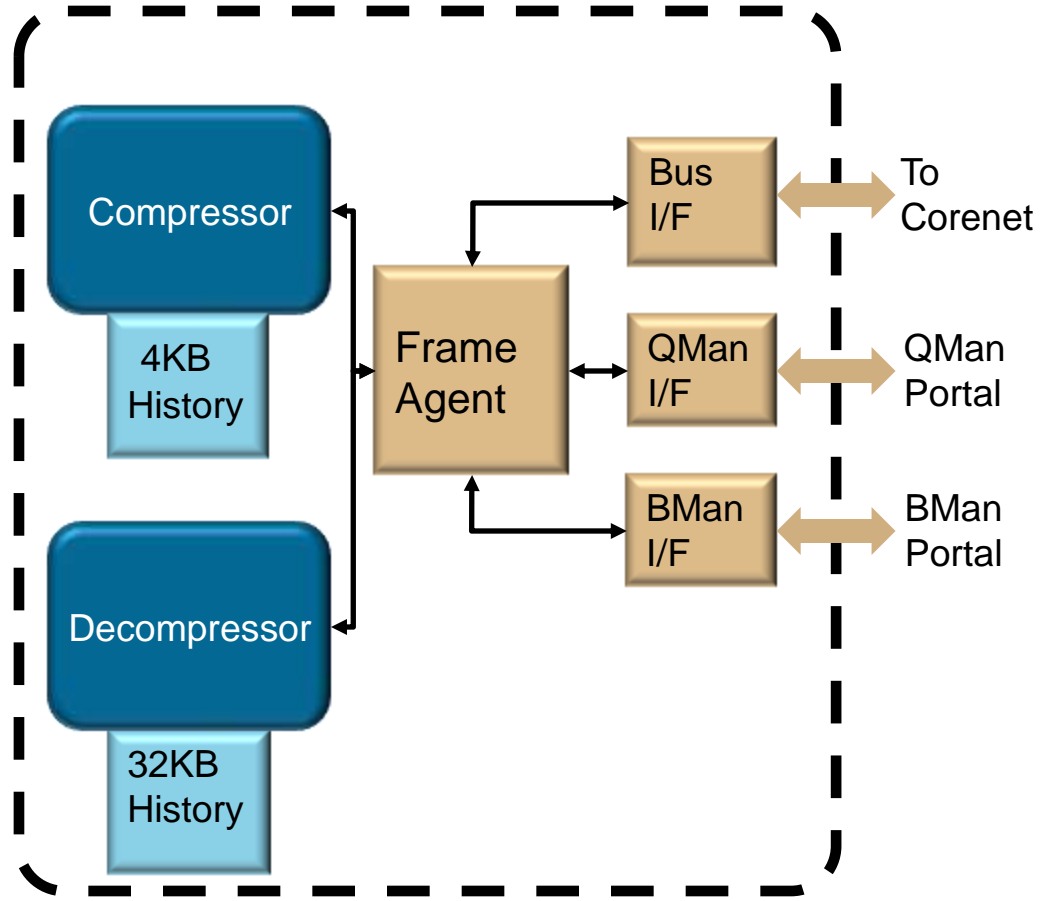 Compressor
4KB
History
Decompressor
32KB
History
Frame
Agent
Bus
I/F
To
Corenet
QMan
I/F
QMan
Portal
BMan
I/F
BMan
Portal